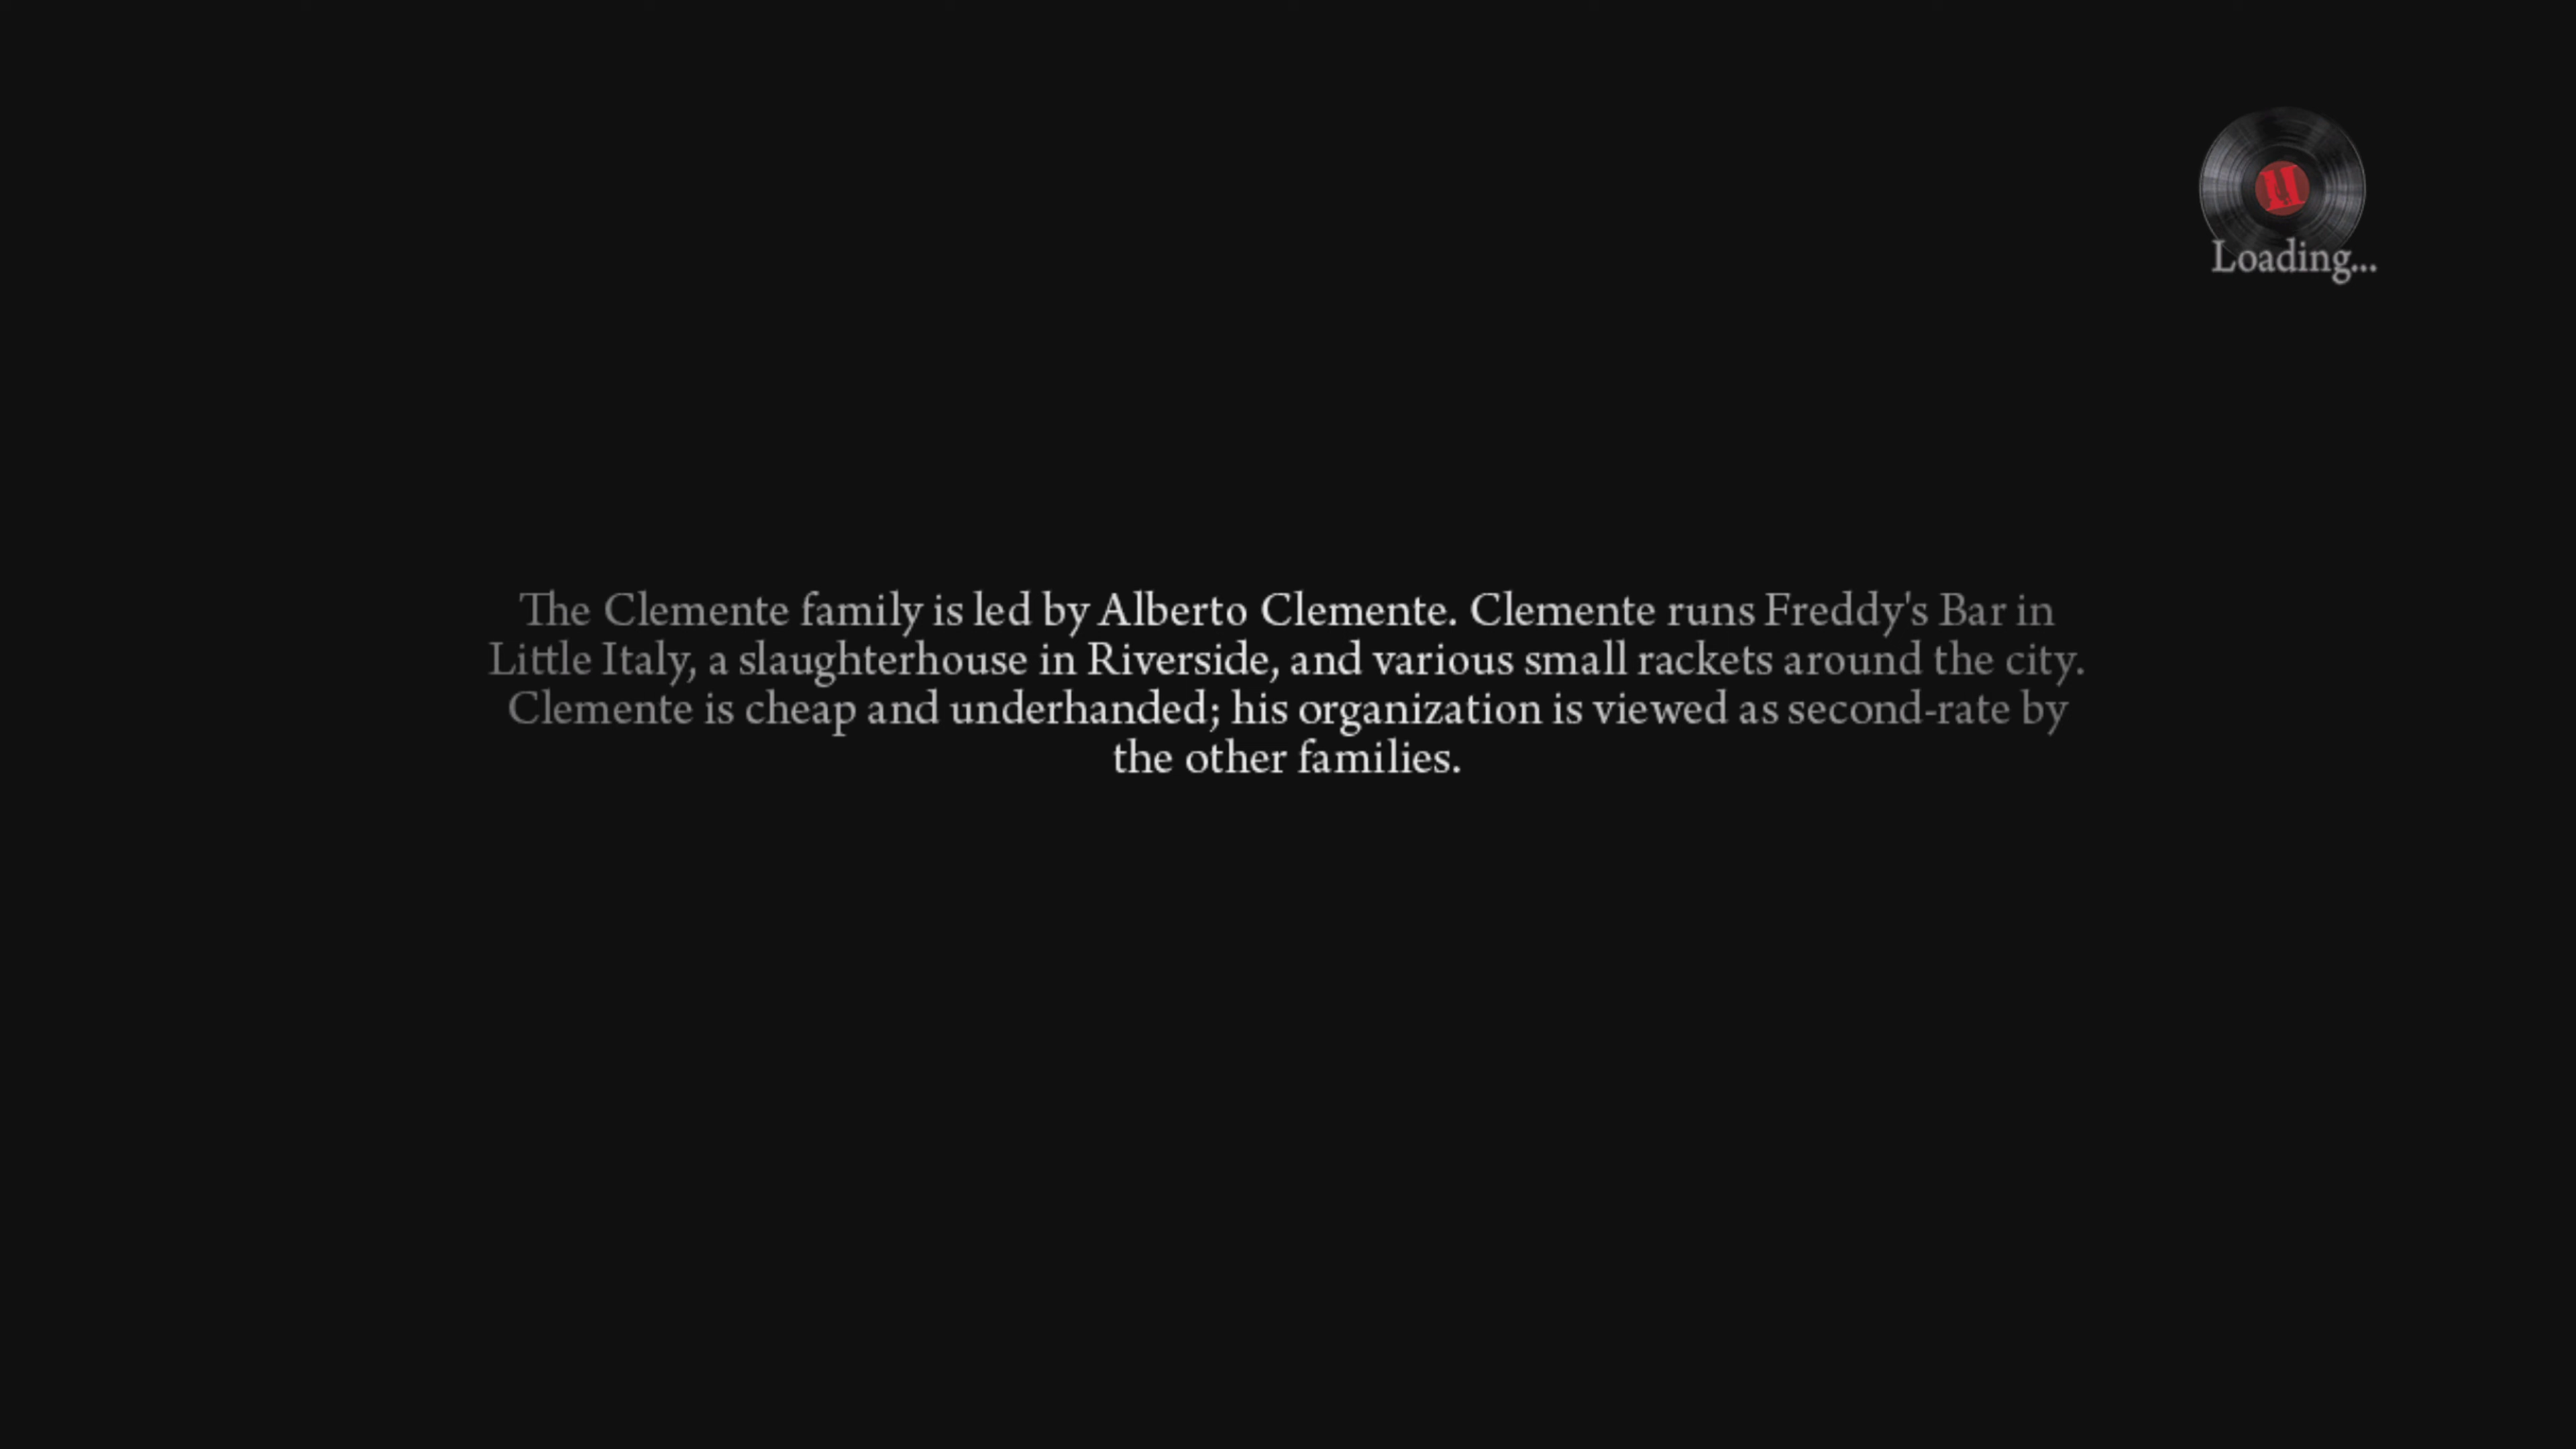 Loading...
The Clemente family is led by Alberto Clemente. Clemente runs Freddy's Bar in
Little Italy, a slaughterhouse in Riverside, and various small rackets around the city.
Clemente is cheap and underhanded; his organization is viewed as second-rate by
the other families.